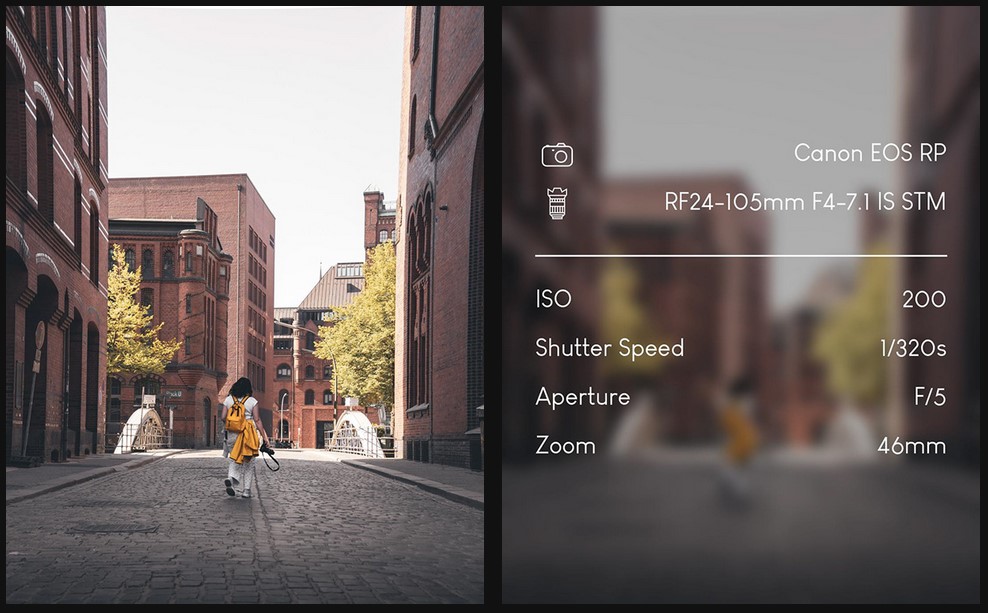 Canon EOS RP
RF24-105mm F4-7.1 IS STM
ISO 200
Shutter Speed 1/320s
Aperture F/5
Zoom 46mm